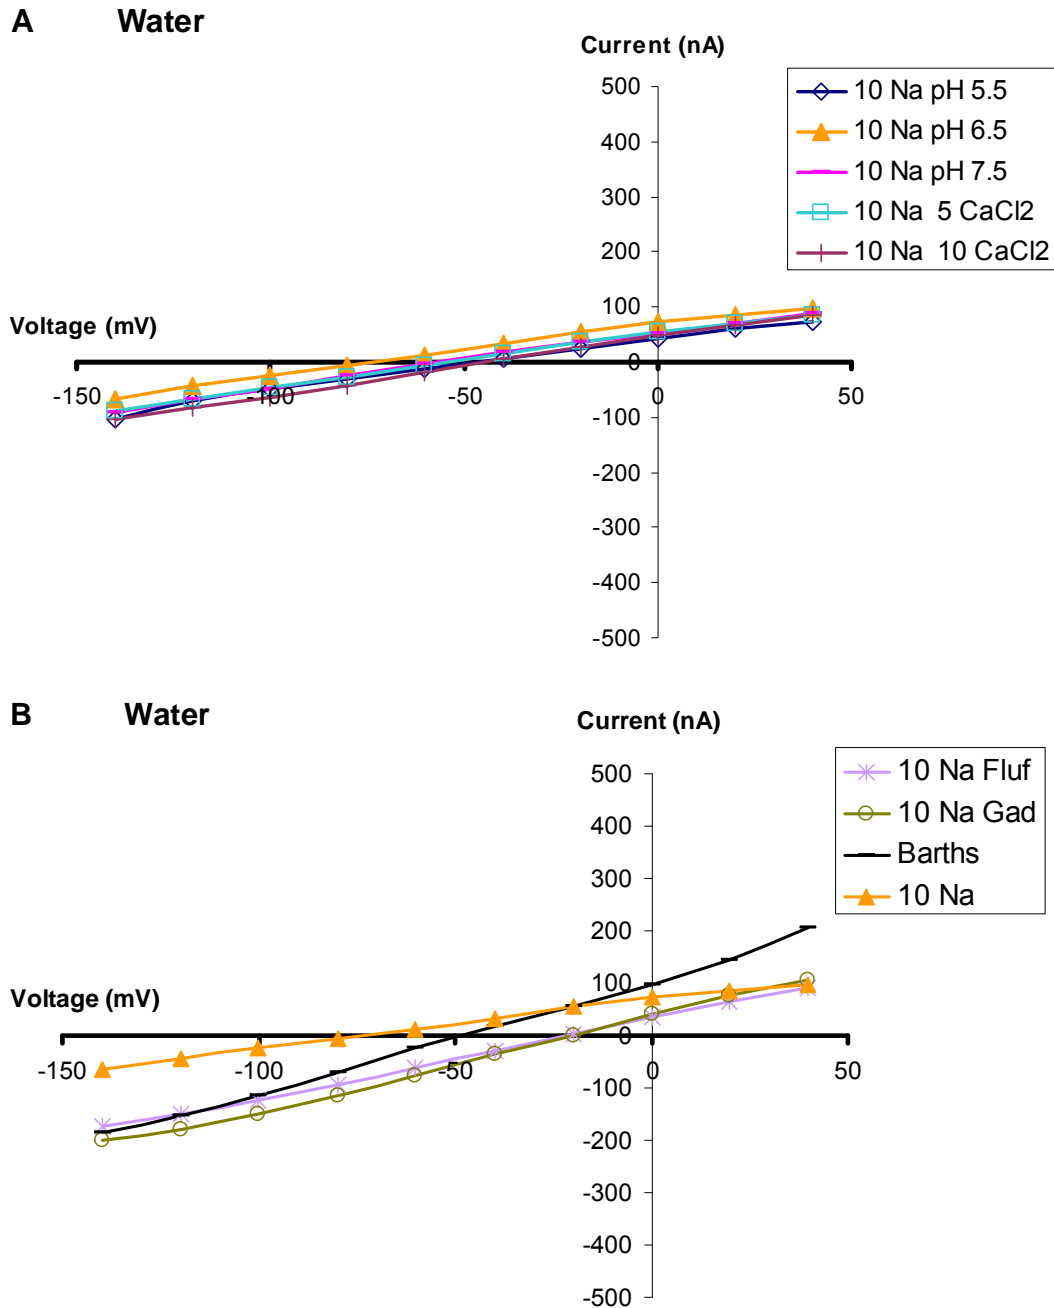 A Water
Current (nA)
500
400
300
200
100
0
-100
-200
-300
-400
-500
Voltage (mV)
-150
-100
-50
0
50
10 Na pH 5.5
10 Na pH 6.5
10 Na pH 7.5
10 Na  5 CaCl2
10 Na  10 CaCl2
B Water
Current (nA)
500
400
300
200
100
0
-100
-200
-300
-400
-500
Voltage (mV)
-150
-100
-50
0
50
10 Na Fluf
10 Na Gad
Barths
10 Na